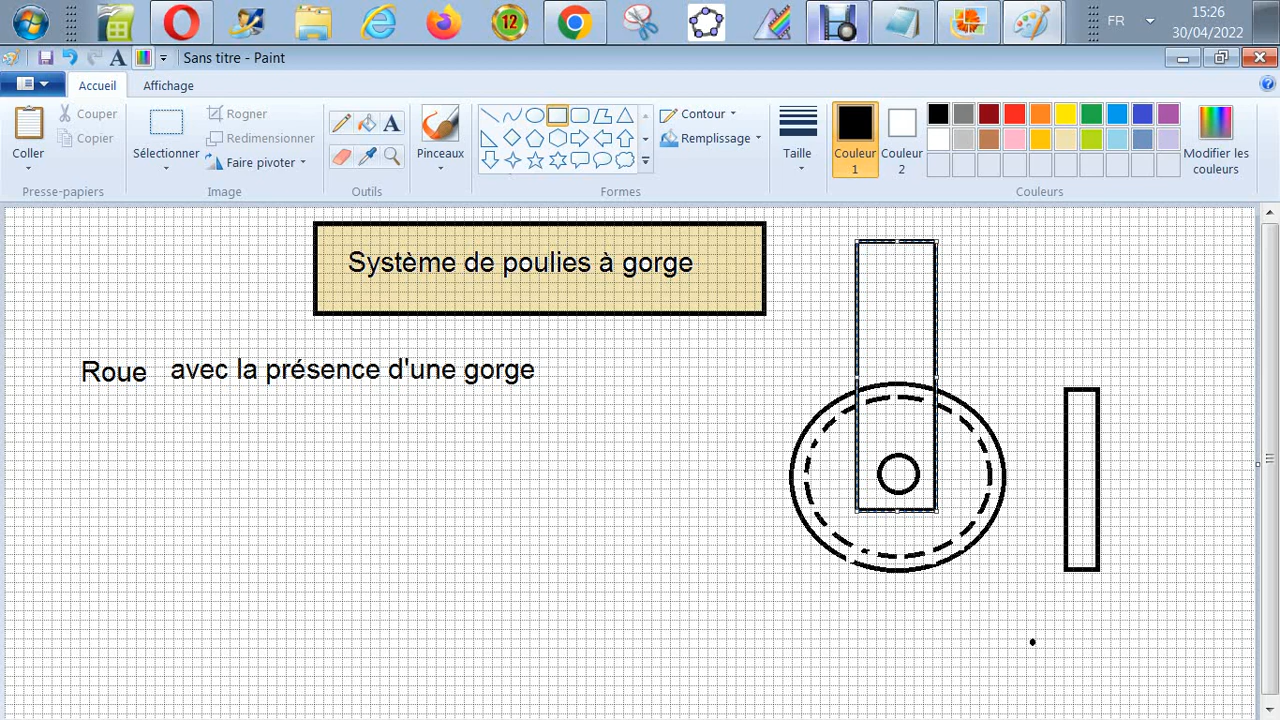 12
FR
15:26
30/04/2022
Sans titre - Paint
Accueil
Affichage
Coller
Couper
Copier
Presse-papiers
Sélectionner
Rogner
Redimensionner
Faire pivoter
Image
A
Outils
Pinceaux
Formes
Contour
Remplissage
Taille
Couleur
1
Couleur
2
Modifier les
couleurs
Couleurs
Système de poulies à gorge
Roue avec la présence d'une gorge